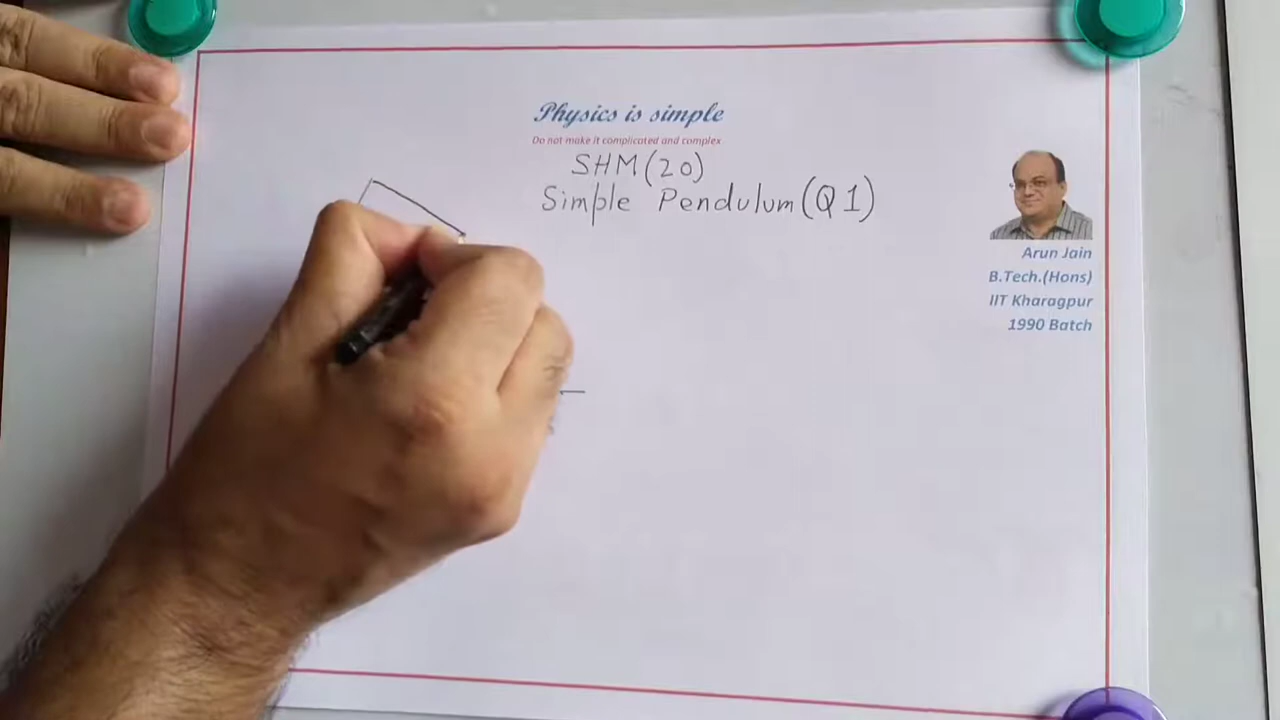 Physics is simple
Do not make it complicated and complex
SHM(20)
Simple Pendulum(Q1)
Arun Jain
B.Tech.(Hons)
IIT Kharagpur
1990 Batch